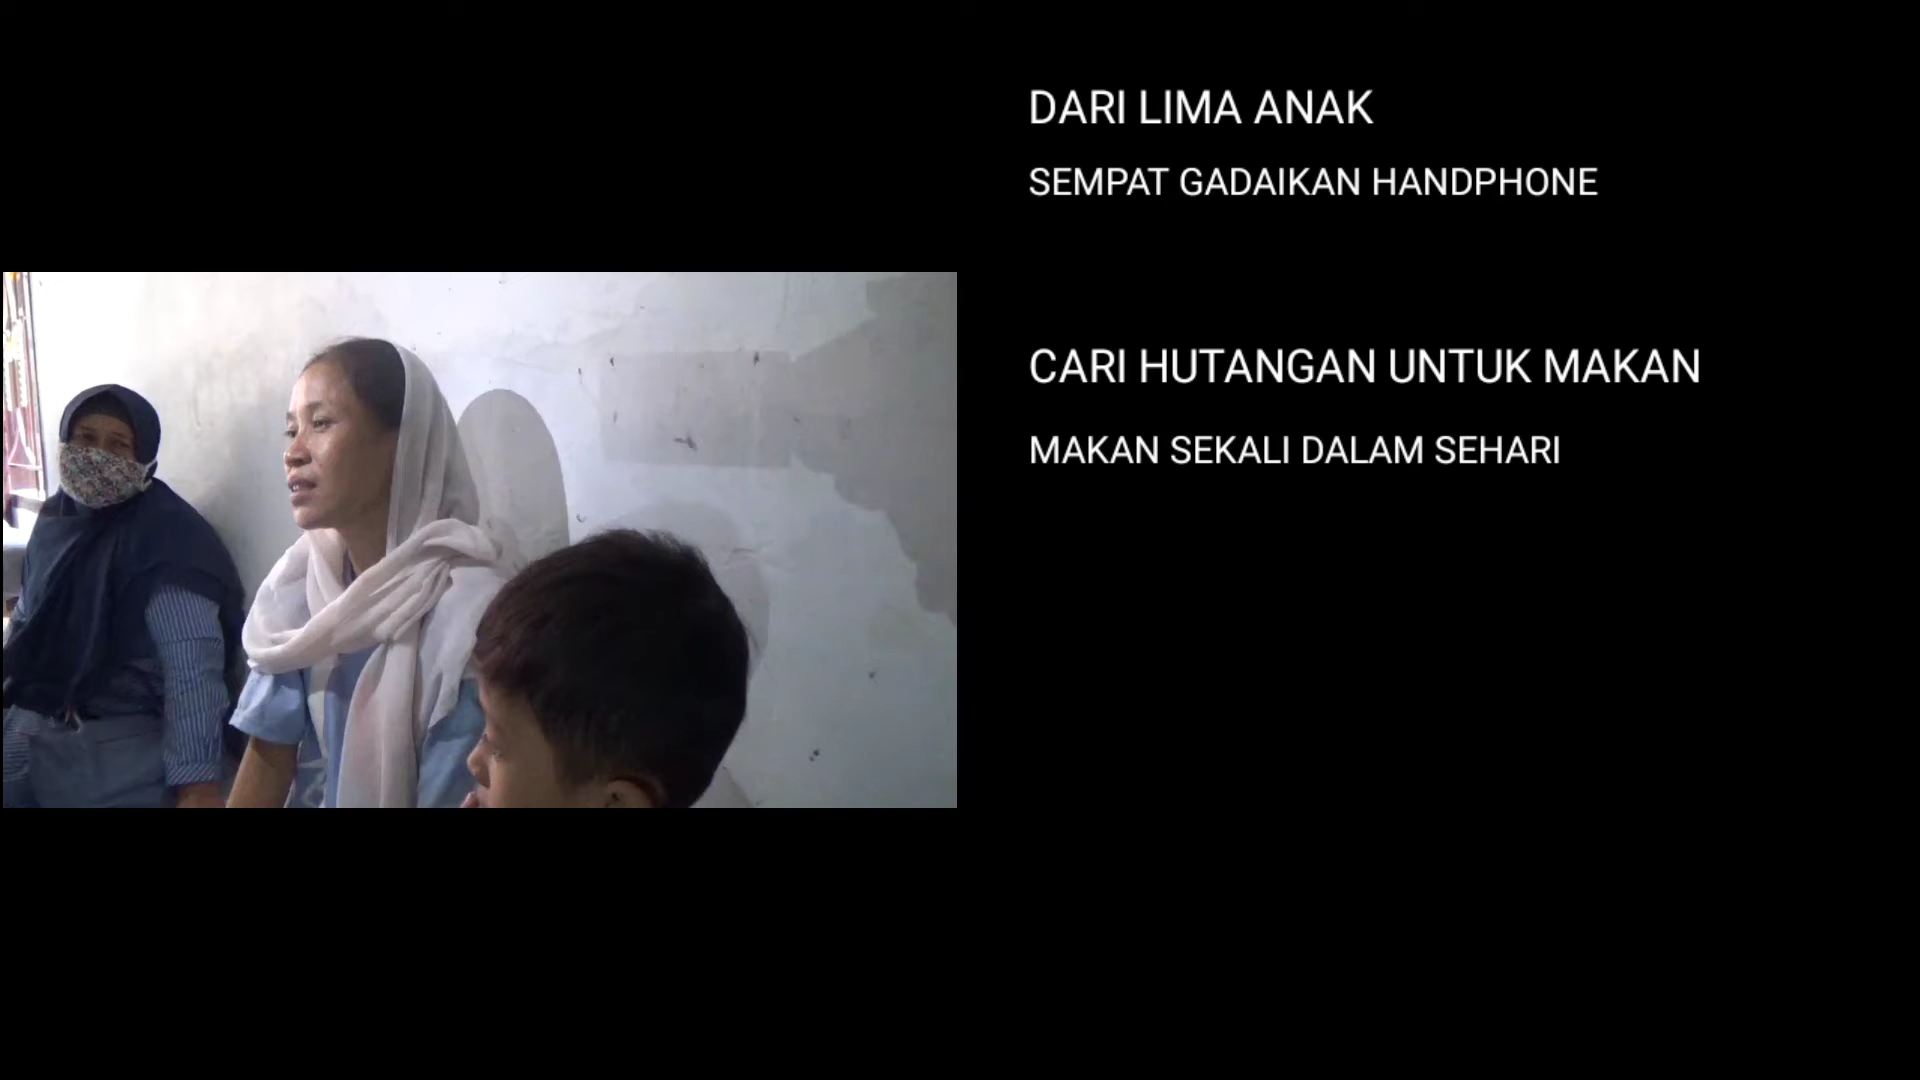 DARI LIMA ANAK
SEMPAT GADAIKAN HANDPHONE
CARI HUTANGAN UNTUK MAKAN
MAKAN SEKALI DALAM SEHARI